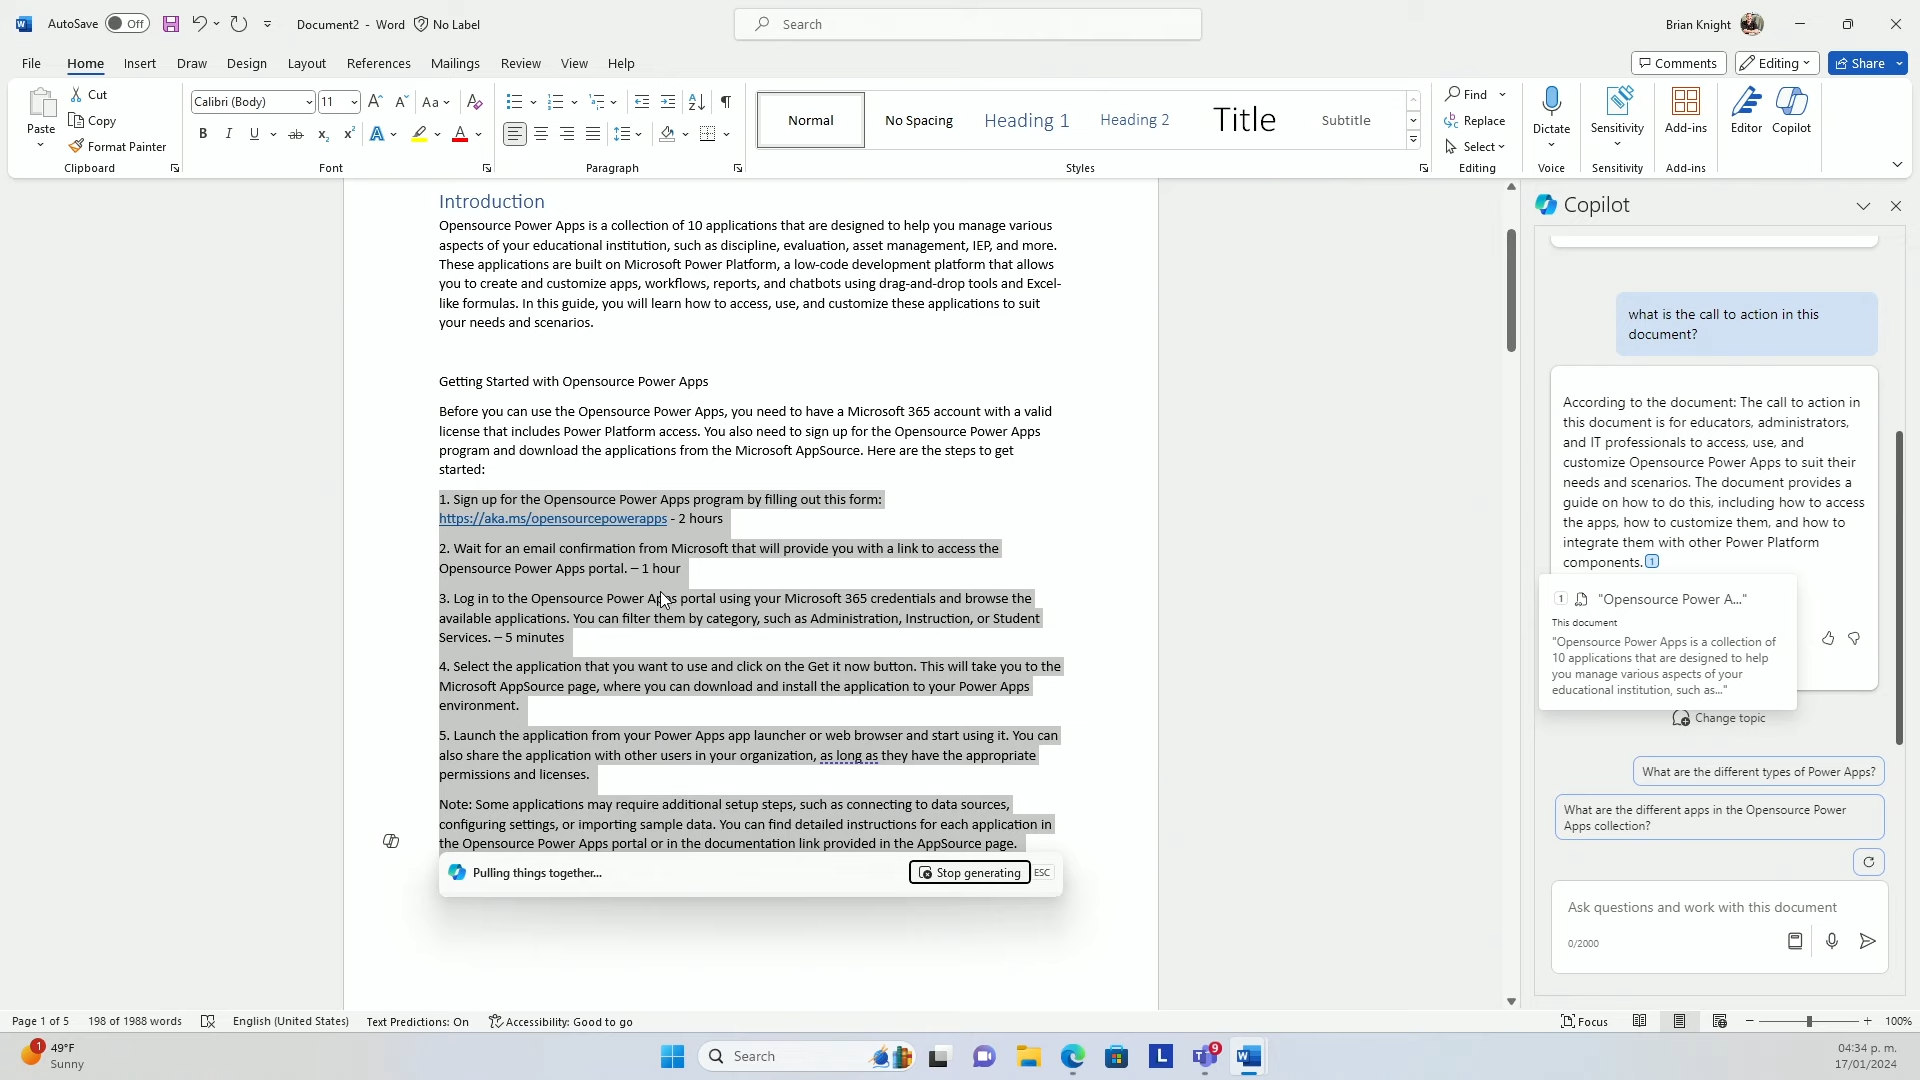 AutoSave Off Document2 - Word No Label Search Brian Knight
File Home Insert Draw Design Layout References Mailings Review View Help Comments Editing Share
Paste Cut Copy Format Painter Clipboard
Calibri (Body) 11 Aa
B I U ab x₂ x² A A Font
Paragraph
Normal No Spacing Heading 1 Heading 2 Title Subtitle
Styles
Find Replace Select Editing
Dictate Voice
Sensitivity Sensitivity
Add-ins Add-ins
Editor Copilot
Introduction
Opensource Power Apps is a collection of 10 applications that are designed to help you manage various
aspects of your educational institution, such as discipline, evaluation, asset management, IEP, and more.
These applications are built on Microsoft Power Platform, a low-code development platform that allows
you to create and customize apps, workflows, reports, and chatbots using drag-and-drop tools and Excel-
like formulas. In this guide, you will learn how to access, use, and customize these applications to suit
your needs and scenarios.
Getting Started with Opensource Power Apps
Before you can use the Opensource Power Apps, you need to have a Microsoft 365 account with a valid
license that includes Power Platform access. You also need to sign up for the Opensource Power Apps
program and download the applications from the Microsoft AppSource. Here are the steps to get
started:
1. Sign up for the Opensource Power Apps program by filling out this form:
https://aka.ms/opensourcepowerapps - 2 hours
2. Wait for an email confirmation from Microsoft that will provide you with a link to access the
Opensource Power Apps portal. – 1 hour
3. Log in to the Opensource Power Apps portal using your Microsoft 365 credentials and browse the
available applications. You can filter them by category, such as Administration, Instruction, or Student
Services. – 5 minutes
4. Select the application that you want to use and click on the Get it now button. This will take you to the
Microsoft AppSource page, where you can download and install the application to your Power Apps
environment.
5. Launch the application from your Power Apps app launcher or web browser and start using it. You can
also share the application with other users in your organization, as long as they have the appropriate
permissions and licenses.
Note: Some applications may require additional setup steps, such as connecting to data sources,
configuring settings, or importing sample data. You can find detailed instructions for each application in
the Opensource Power Apps portal or in the documentation link provided in the AppSource page.
Pulling things together... Stop generating ESC
Copilot
what is the call to action in this
document?
According to the document: The call to action in
this document is for educators, administrators,
and IT professionals to access, use, and
customize Opensource Power Apps to suit their
needs and scenarios. The document provides a
guide on how to do this, including how to access
the apps, how to customize them, and how to
integrate them with other Power Platform
components. 1
1 "Opensource Power A..."
This document
"Opensource Power Apps is a collection of
10 applications that are designed to help
you manage various aspects of your
educational institution, such as..."
Change topic
What are the different types of Power Apps?
What are the different apps in the Opensource Power
Apps collection?
Ask questions and work with this document
0/2000
Page 1 of 5 198 of 1988 words English (United States) Text Predictions: On Accessibility: Good to go Focus 100%
1 49°F
Sunny
Search
L
9
04:34 p. m.
17/01/2024